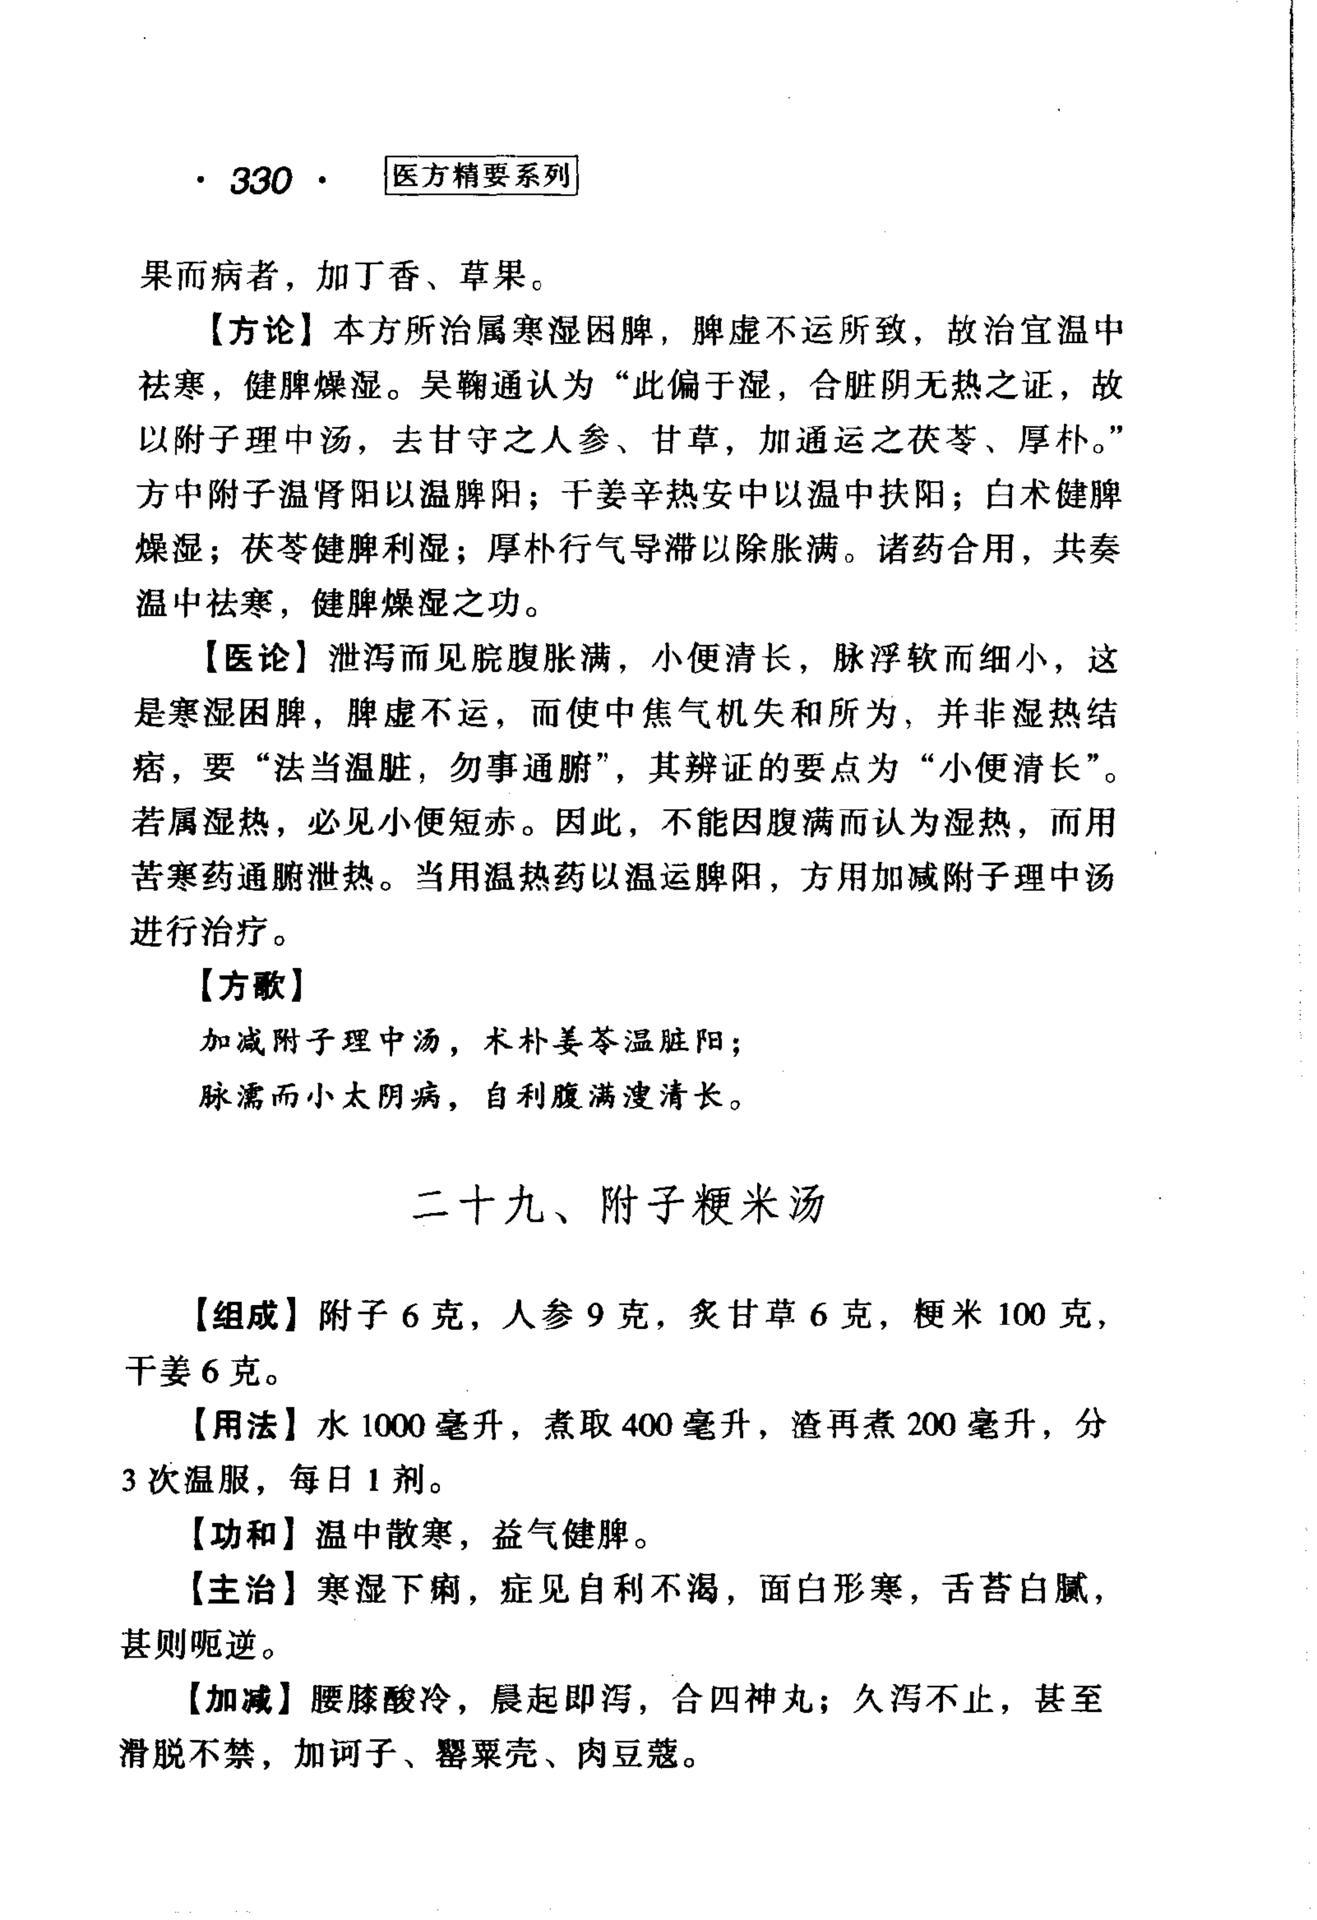 ·330· 医方精要系列
果而病者，加丁香、草果。
【方论】本方所治属寒湿困脾，脾虚不运所致，故治宜温中
祛寒，健脾燥湿。吴鞠通认为“此偏于湿，合脏阴无热之证，故
以附子理中汤，去甘守之人参、甘草，加通运之茯苓、厚朴。”
方中附子温肾阳以温脾阳；干姜辛热安中以温中扶阳；白术健脾
燥湿；茯苓健脾利湿；厚朴行气导滞以除胀满。诸药合用，共奏
温中祛寒，健脾燥湿之功。
【医论】泄泻而见脘腹胀满，小便清长，脉浮软而细小，这
是寒湿困脾，脾虚不运，而使中焦气机失和所为，并非湿热结
痞，要“法当温脏，勿事通腑”，其辨证的要点为“小便清长”。
若属湿热，必见小便短赤。因此，不能因腹满而认为湿热，而用
苦寒药通腑泄热。当用温热药以温运脾阳，方用加减附子理中汤
进行治疗。
【方歌】
加减附子理中汤，术朴姜苓温脏阳；
脉濡而小太阴病，自利腹满溲清长。
二十九、附子粳米汤
【组成】附子6克，人参9克，炙甘草6克，粳米100克，
干姜6克。
【用法】水1000毫升，煮取400毫升，渣再煮200毫升，分
3次温服，每日1剂。
【功和】温中散寒，益气健脾。
【主治】寒湿下痢，症见自利不渴，面白形寒，舌苔白腻，
甚则呃逆。
【加减】腰膝酸冷，晨起即泻，合四神丸；久泻不止，甚至
滑脱不禁，加诃子、罂粟壳、肉豆蔻。